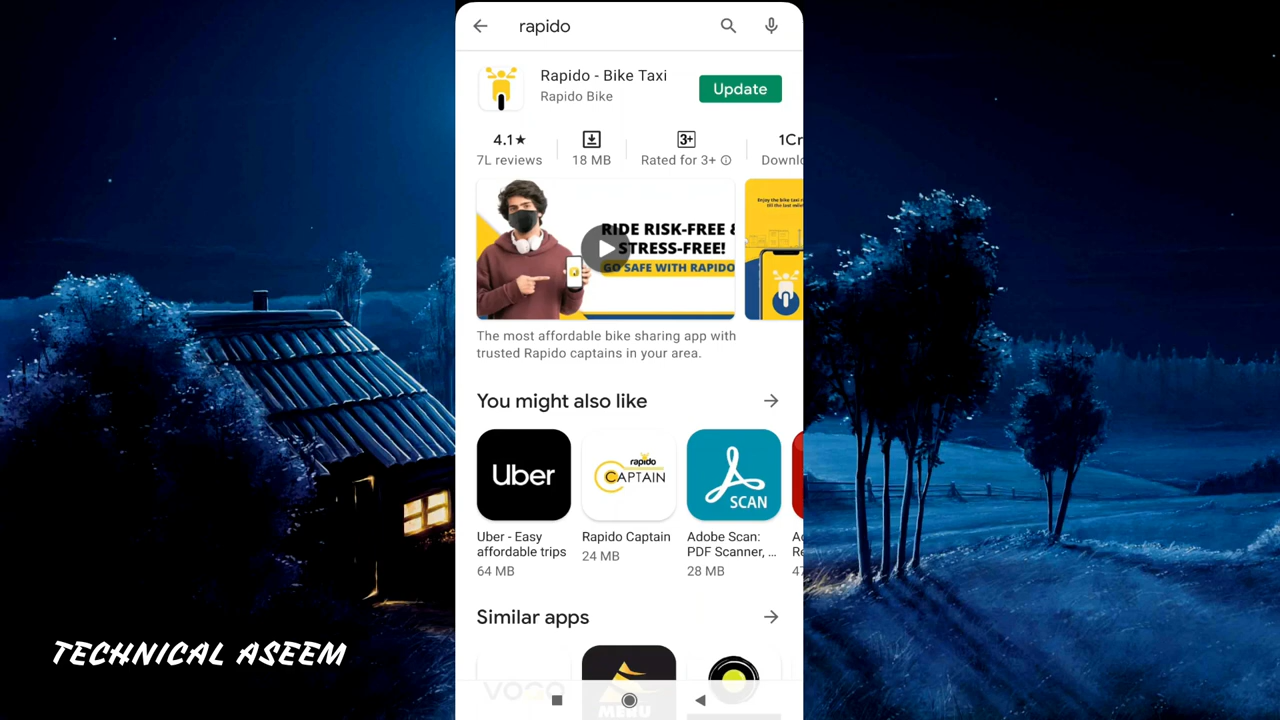 rapido
Rapido - Bike Taxi
Rapido Bike
Update
4.1★
7L reviews
18 MB
3+
Rated for 3+
1Cr
RIDE RISK-FREE &
STRESS-FREE!
GO SAFE WITH RAPIDO
The most affordable bike sharing app with
trusted Rapido captains in your area.
You might also like
Uber
rapido
CAPTAIN
SCAN
Uber - Easy
affordable trips
64 MB
Rapido Captain
24 MB
Adobe Scan:
PDF Scanner, ...
28 MB
Similar apps
VOGO
MERU
TECHNICAL ASEEM